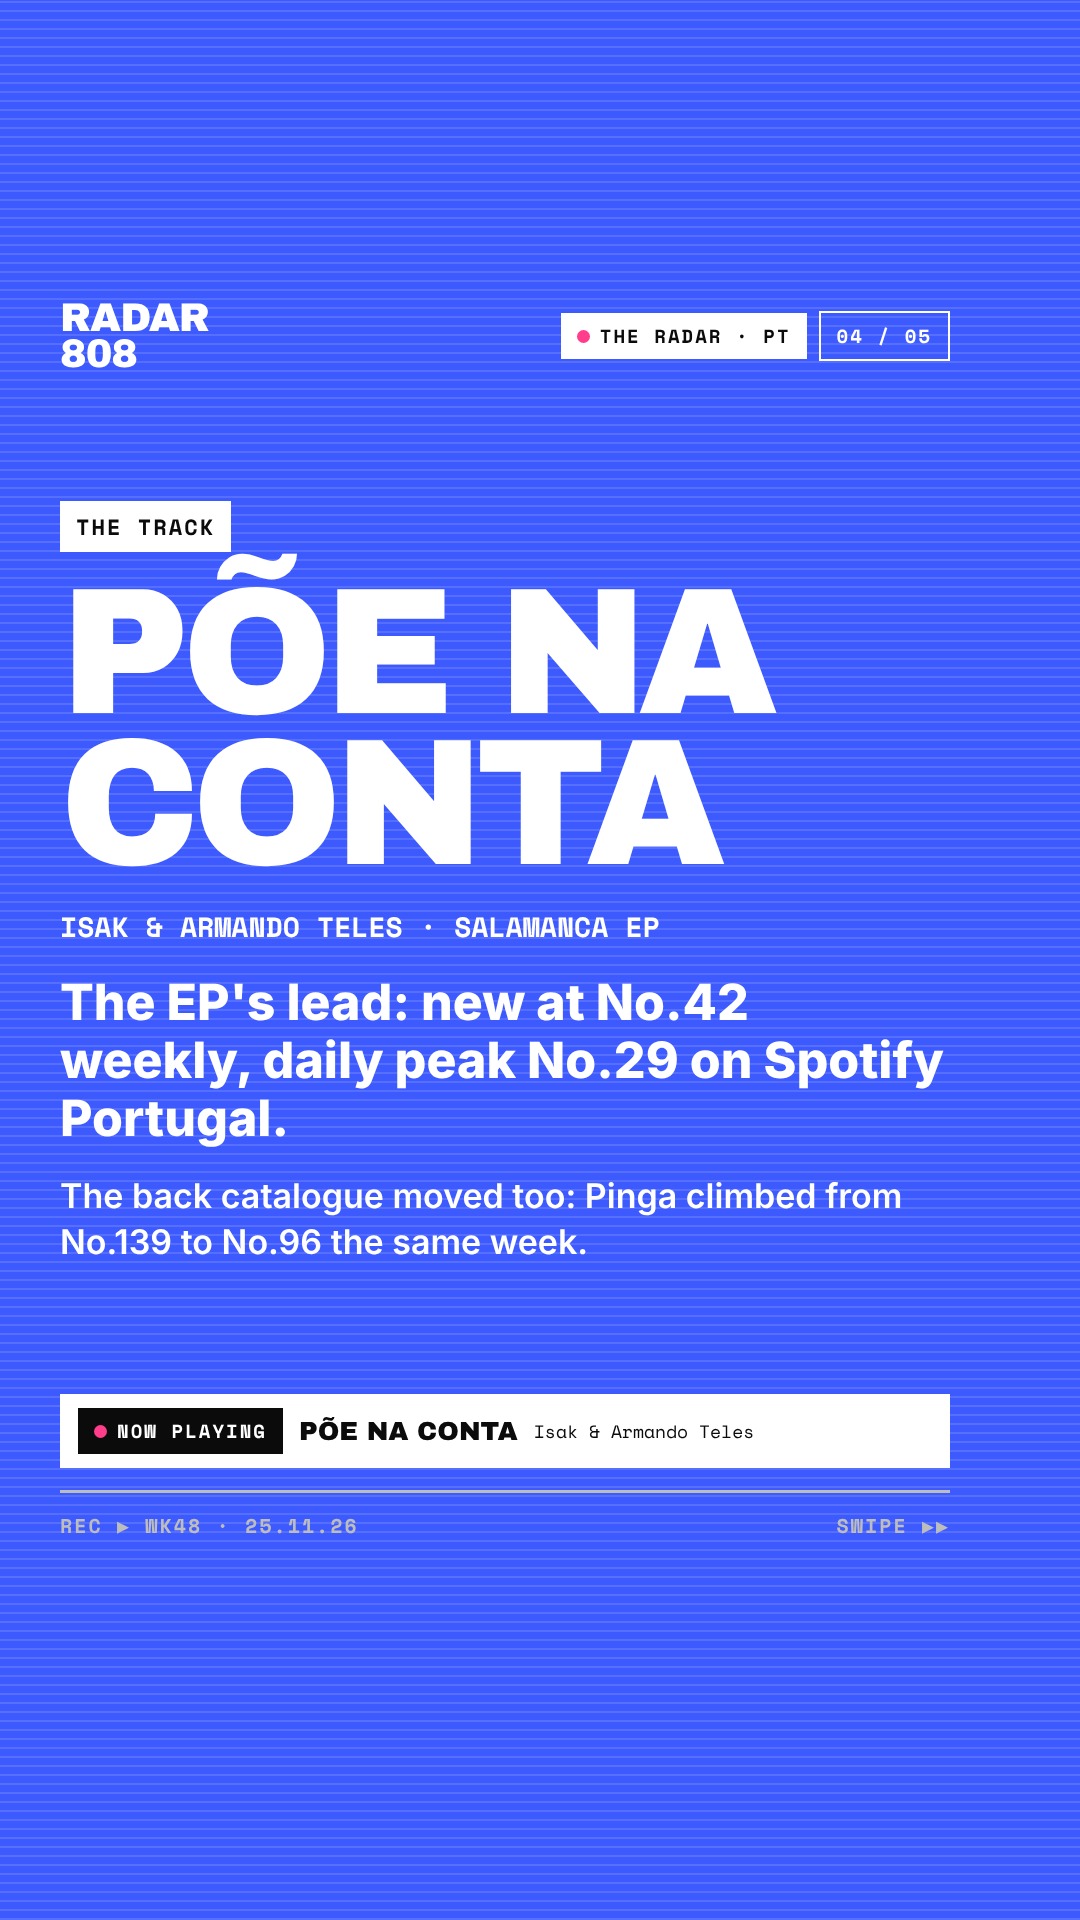 RADAR
808
THE RADAR · PT
04 / 05
THE TRACK
PÕE NA
CONTA
ISAK & ARMANDO TELES · SALAMANCA EP
The EP's lead: new at No.42
weekly, daily peak No.29 on Spotify
Portugal.
The back catalogue moved too: Pinga climbed from
No.139 to No.96 the same week.
NOW PLAYING PÕE NA CONTA Isak & Armando Teles
REC ▶ WK48 · 25.11.26
SWIPE ▶▶